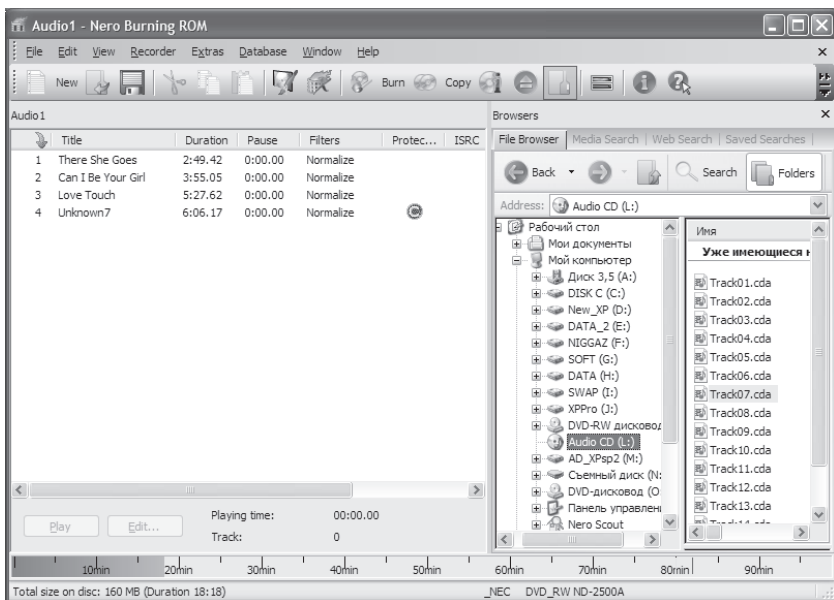 Audio1 - Nero Burning ROM
File Edit View Recorder Extras Database Window Help
New Burn Copy
Audio1
Title Duration Pause Filters Protec... ISRC
1 There She Goes 2:49.42 0:00.00 Normalize
2 Can I Be Your Girl 3:55.05 0:00.00 Normalize
3 Love Touch 5:27.62 0:00.00 Normalize
4 Unknown7 6:06.17 0:00.00 Normalize
Play Edit...
Playing time: 00:00.00
Track: 0
Browsers
File Browser Media Search Web Search Saved Searches
Back Search Folders
Address: Audio CD (L:)
Рабочий стол
Мои документы
Мой компьютер
Диск 3,5 (A:)
DISK C (C:)
New_XP (D:)
DATA_2 (E:)
NIGGAZ (F:)
SOFT (G:)
DATA (H:)
SWAP (I:)
XPPro (J:)
DVD-RW дисковод
Audio CD (L:)
AD_XPsp2 (M:)
Съемный диск (N:
DVD-дисковод (O
Панель управлен
Nero Scout
Имя
Уже имеющиеся н
Track01.cda
Track02.cda
Track03.cda
Track04.cda
Track05.cda
Track06.cda
Track07.cda
Track08.cda
Track09.cda
Track10.cda
Track11.cda
Track12.cda
Track13.cda
Track14.cda
10min 20min 30min 40min 50min 60min 70min 80min 90min
Total size on disc: 160 MB (Duration 18:18) _NEC DVD_RW ND-2500A